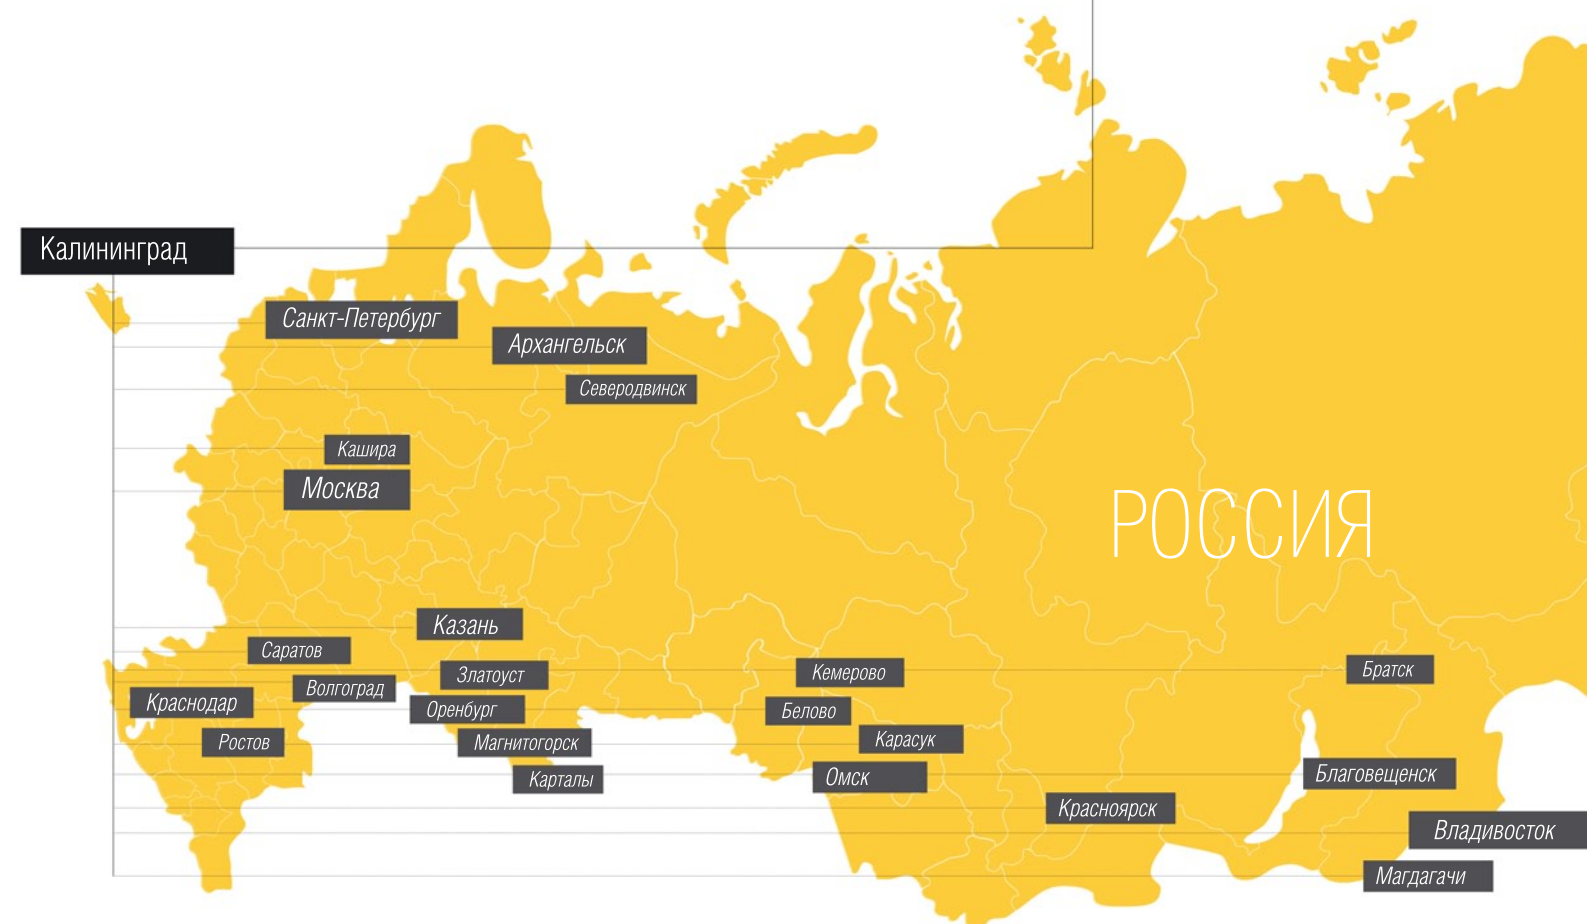 Калининград
Санкт-Петербург
Архангельск
Северодвинск
Кашира
Москва
РОССИЯ
Казань
Саратов
Златоуст
Кемерово
Братск
Волгоград
Краснодар
Оренбург
Белово
Ростов
Магнитогорск
Карасук
Карталы
Омск
Благовещенск
Красноярск
Владивосток
Магдагачи